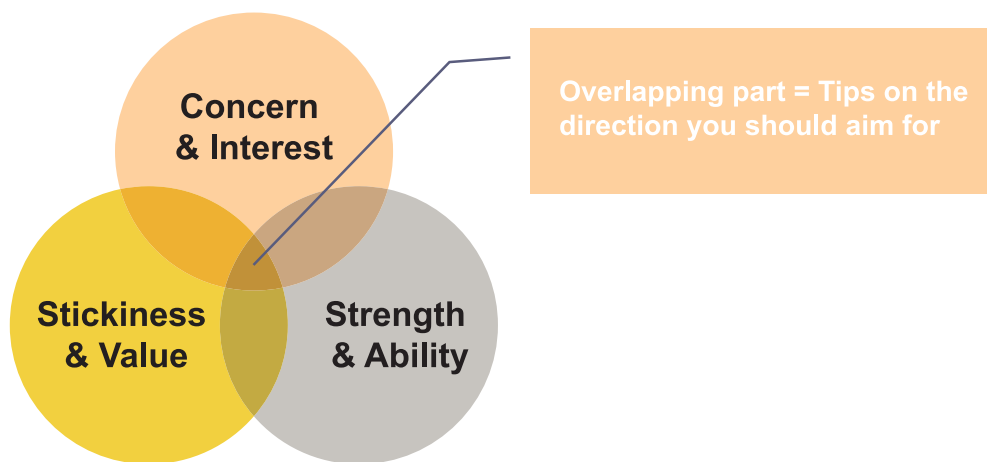 Concern
& Interest
Overlapping part = Tips on the
direction you should aim for
Stickiness
& Value
Strength
& Ability